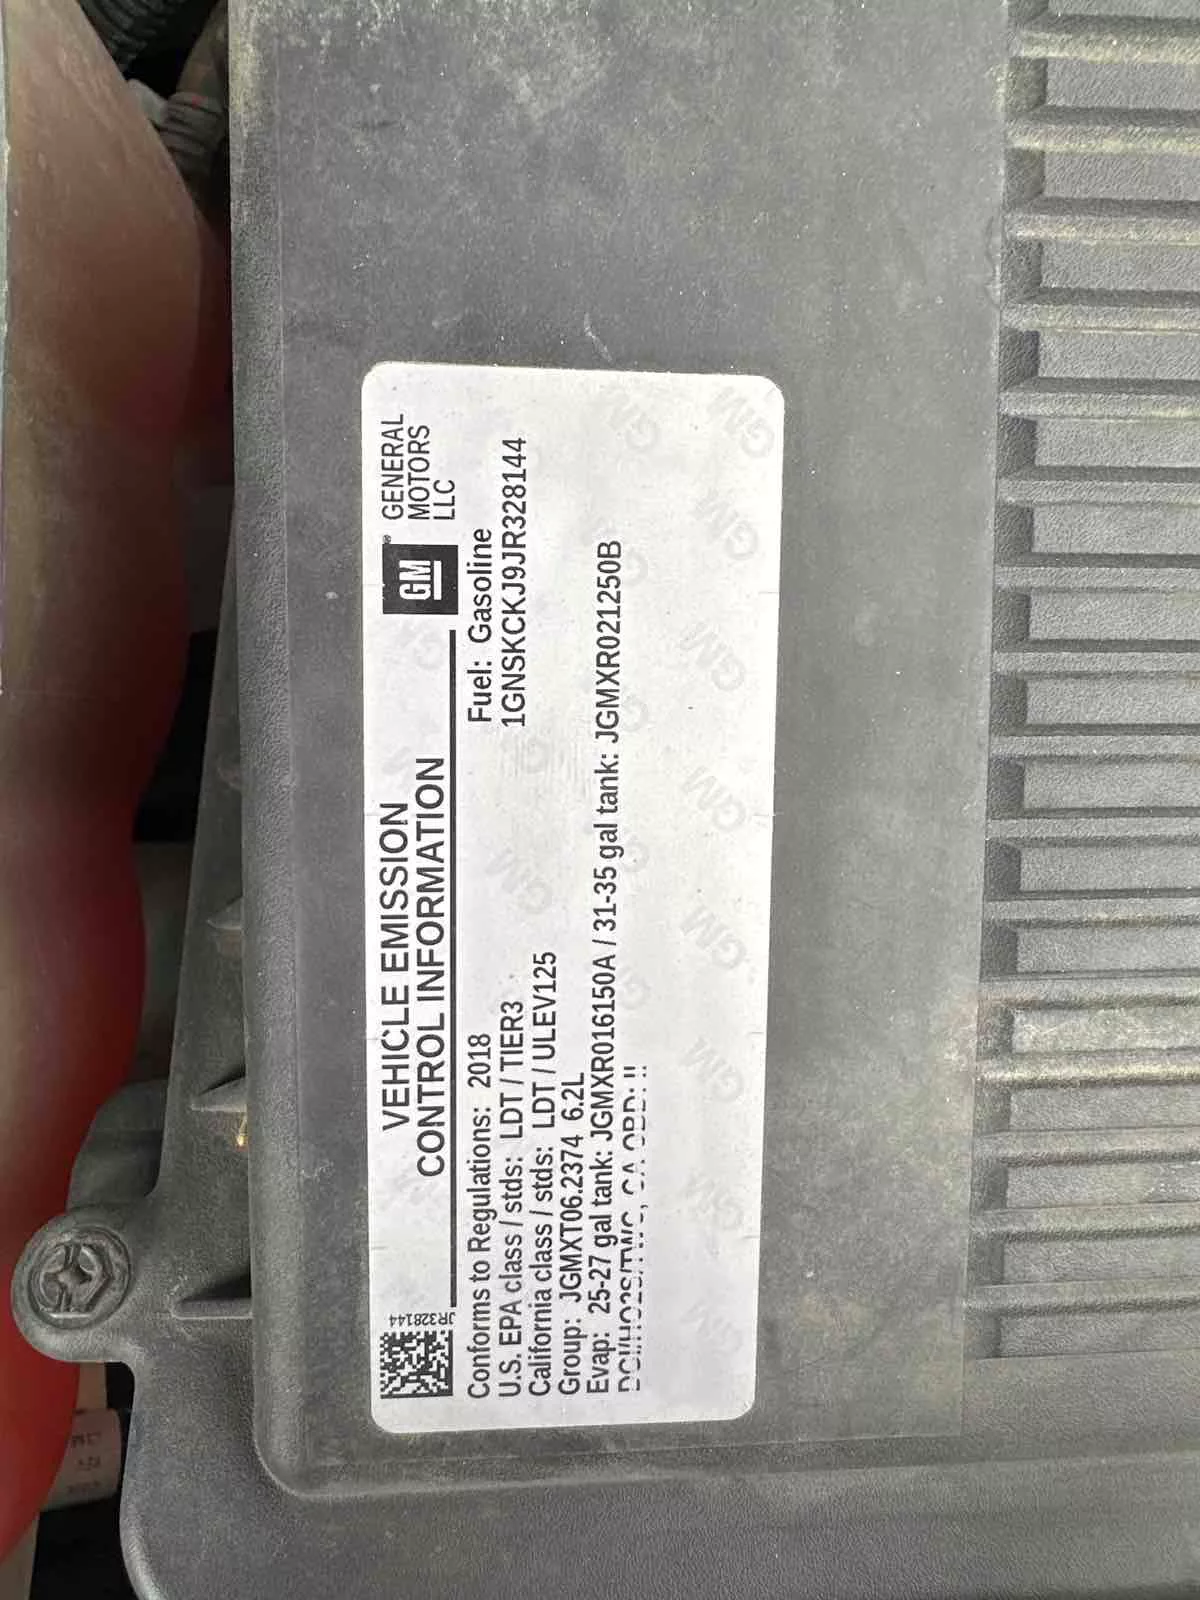 JR328144
VEHICLE EMISSION
CONTROL INFORMATION
GM
GENERAL
MOTORS
LLC
Conforms to Regulations: 2018
Fuel: Gasoline
U.S. EPA class / stds: LDT / TIER3
1GNSKCKJ9JR328144
California class / stds: LDT / ULEV125
Group: JGMXT06.2374 6.2L
Evap: 25-27 gal tank: JGMXR016150A / 31-35 gal tank: JGMXR021250B